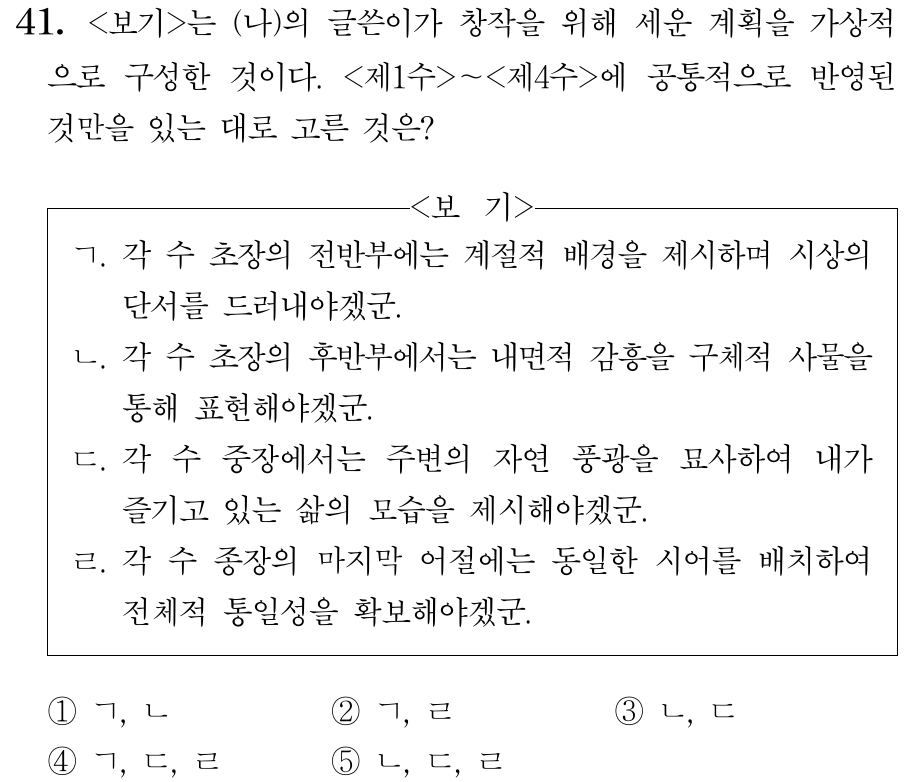 41. <보기>는 (나)의 글쓴이가 창작을 위해 세운 계획을 가상적
으로 구성한 것이다. <제1수>~<제4수>에 공통적으로 반영된
것만을 있는 대로 고른 것은?
<보 기>
ㄱ. 각 수 초장의 전반부에는 계절적 배경을 제시하며 시상의
단서를 드러내야겠군.
ㄴ. 각 수 초장의 후반부에서는 내면적 감흥을 구체적 사물을
통해 표현해야겠군.
ㄷ. 각 수 중장에서는 주변의 자연 풍광을 묘사하여 내가
즐기고 있는 삶의 모습을 제시해야겠군.
ㄹ. 각 수 종장의 마지막 어절에는 동일한 시어를 배치하여
전체적 통일성을 확보해야겠군.
① ㄱ, ㄴ ② ㄱ, ㄹ ③ ㄴ, ㄷ
④ ㄱ, ㄷ, ㄹ ⑤ ㄴ, ㄷ, ㄹ